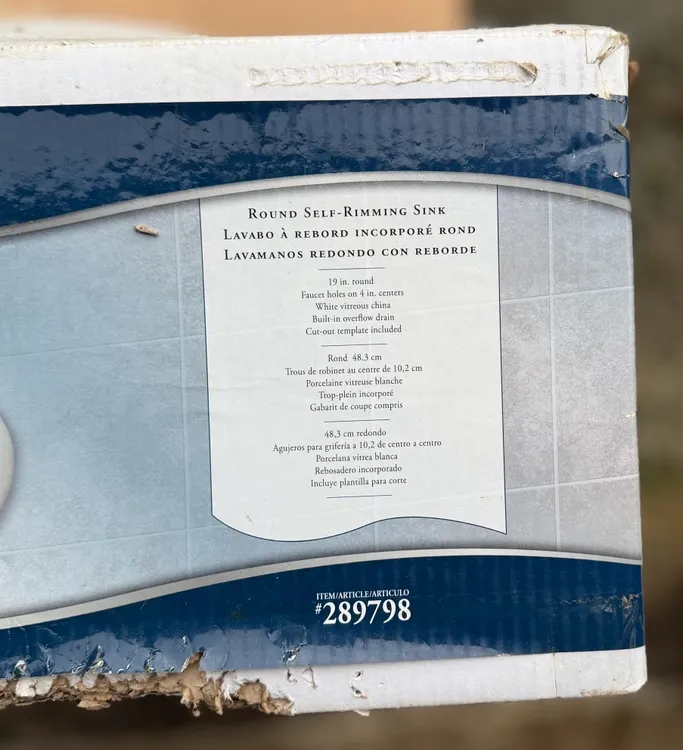 ROUND SELF-RIMMING SINK
LAVABO À REBORD INCORPORÉ ROND
LAVAMANOS REDONDO CON REBORDE
19 in. round
Faucet holes on 4 in. centers
White vitreous china
Built-in overflow drain
Cut-out template included
Rond 48.3 cm
Trous de robinet au centre de 10,2 cm
Porcelaine vitreuse blanche
Trop-plein incorporé
Gabarit de coupe compris
48,3 cm redondo
Agujeros para grifería a 10,2 de centro a centro
Porcelana vitrea blanca
Rebosadero incorporado
Incluye plantilla para corte
ITEM/ARTICLE/ARTICULO
#289798